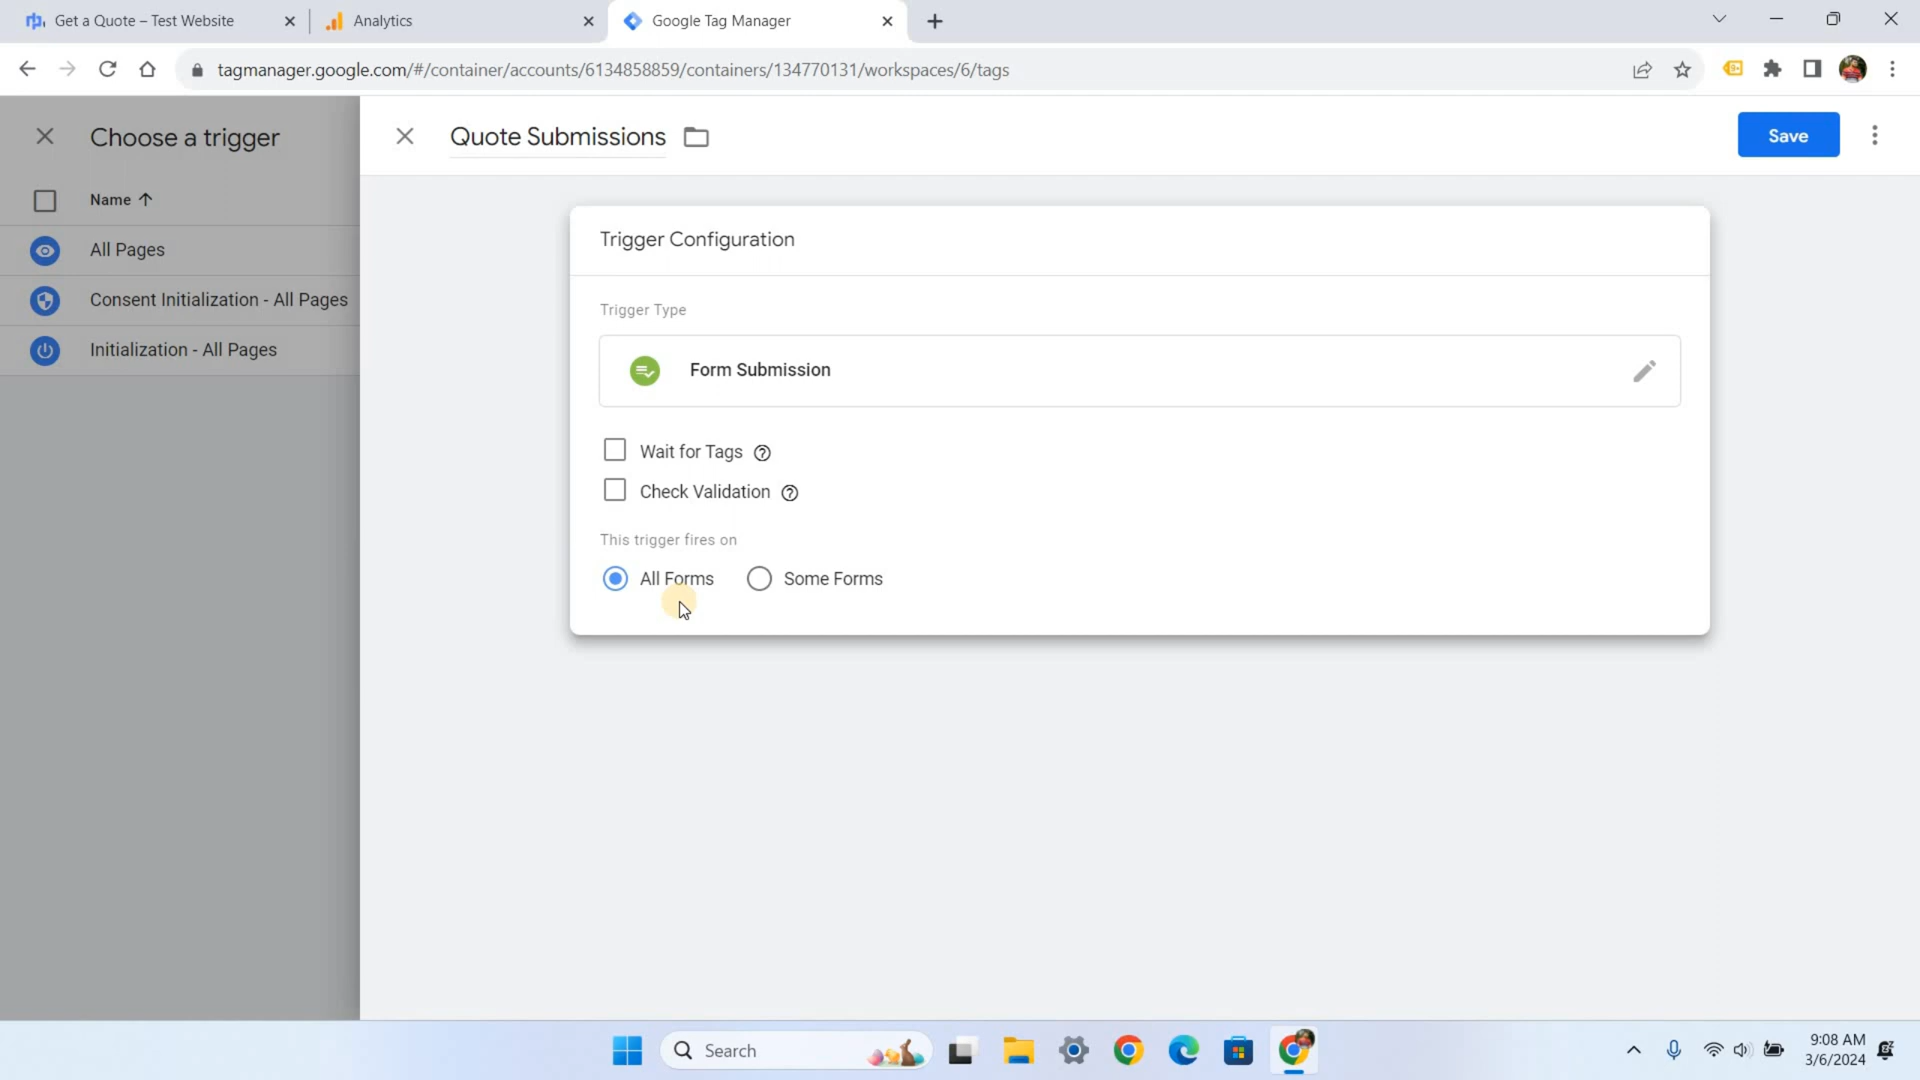 Get a Quote – Test Website
Analytics
Google Tag Manager
tagmanager.google.com/#/container/accounts/6134858859/containers/134770131/workspaces/6/tags
Choose a trigger
Name
All Pages
Consent Initialization - All Pages
Initialization - All Pages
Quote Submissions
Save
Trigger Configuration
Trigger Type
Form Submission
Wait for Tags
Check Validation
This trigger fires on
All Forms
Some Forms
Search
9:08 AM
3/6/2024